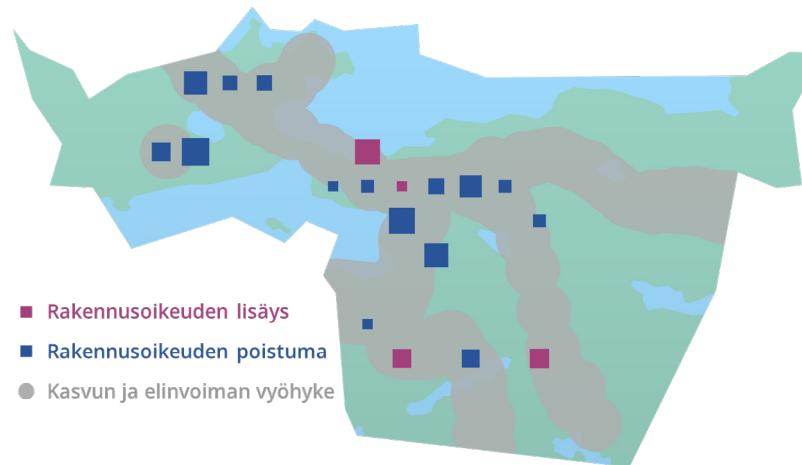 Rakennusoikeuden lisäys
Rakennusoikeuden poistuma
Kasvun ja elinvoiman vyöhyke